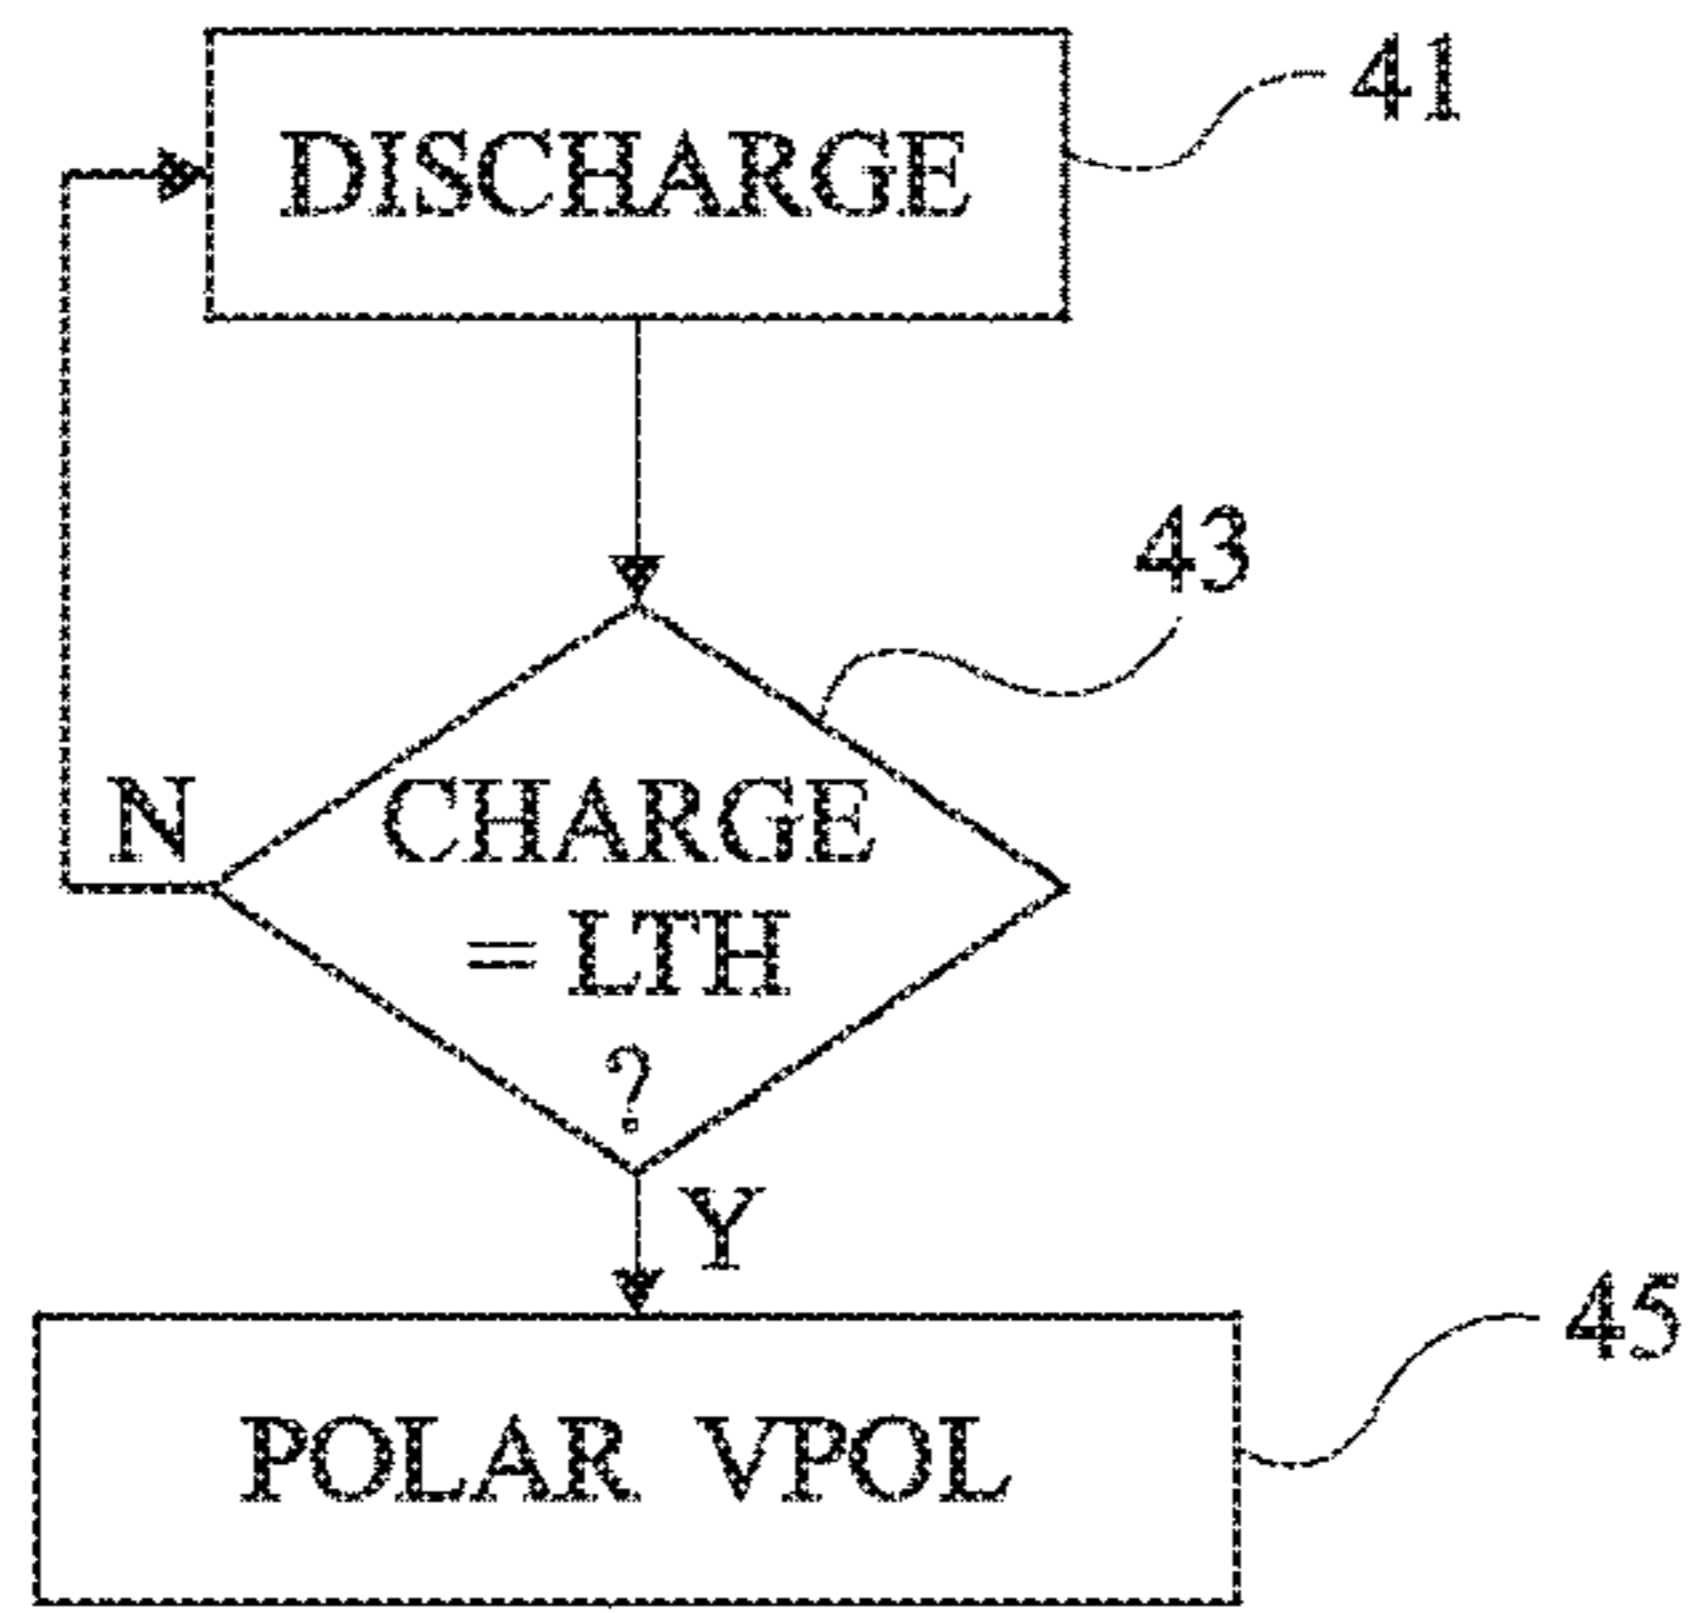 41
DISCHARGE
43
N
CHARGE
= LTH
?
Y
45
POLAR VPOL